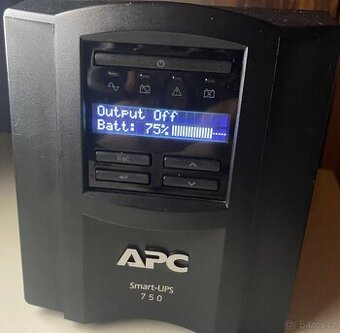 Output Off
Batt: 75%
Esc
APC
Smart-UPS
750